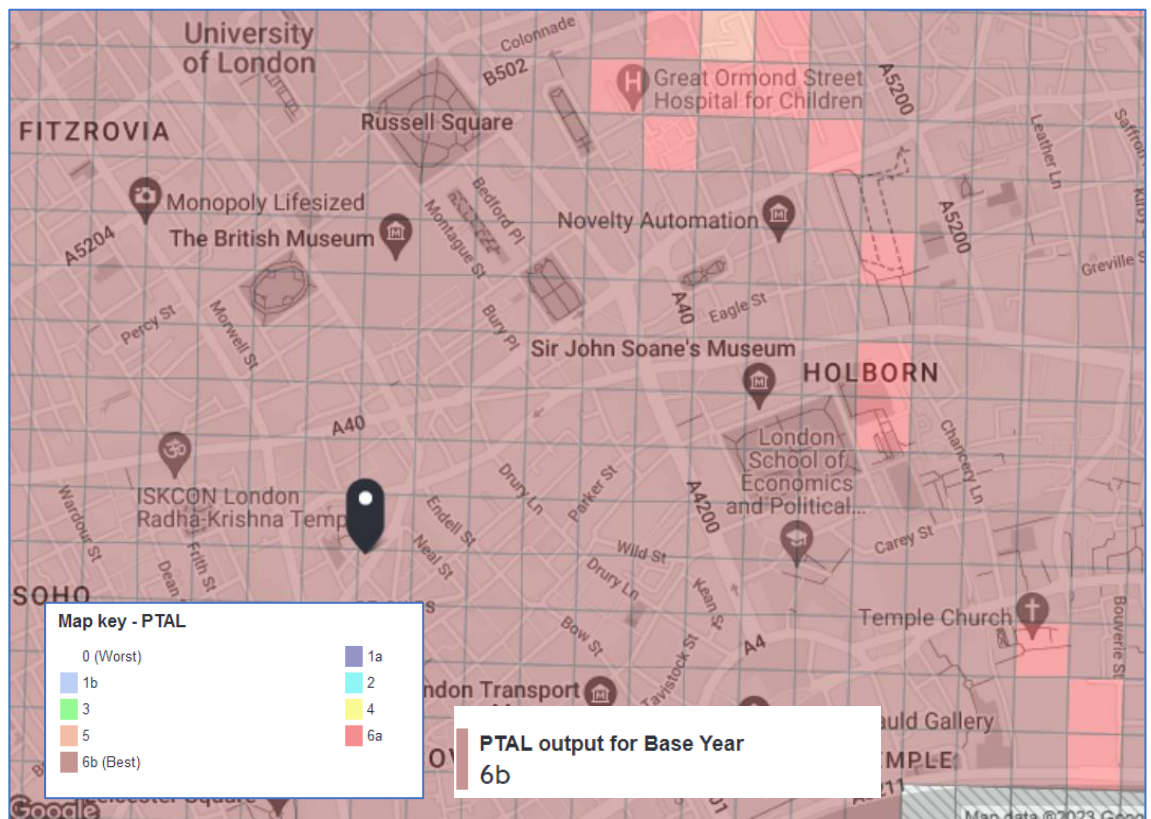 University
of London
Colonnade
B502
Great Ormond Street
Hospital for Children
A5200
FITZROVIA
Russell Square
Leather Ln
Saffron
Monopoly Lifesized
Bedford Pl
Novelty Automation
A5204
The British Museum
Montague St
A5200
Greville S
Percy St
Morwell St
A40
Eagle St
Bury Pl
Sir John Soane's Museum
HOLBORN
A40
London
School of
Economics
and Political...
Chancery Ln
Drury Ln
Parker St
ISKCON London
Radha-Krishna Temp
Wardour St
Frith St
Endell St
Neal St
A4200
Carey St
Wild St
Dean
Drury Ln
Kean St
SOHO
Temple Church
Bouverie St
Bow St
A4
Tavistock St
Map key - PTAL
0 (Worst)
1a
1b
2
3
4
5
6a
6b (Best)
ndon Transport
auld Gallery
EMPLE
PTAL output for Base Year
6b
Leicester Square
Google
Map data ©2023 Goog